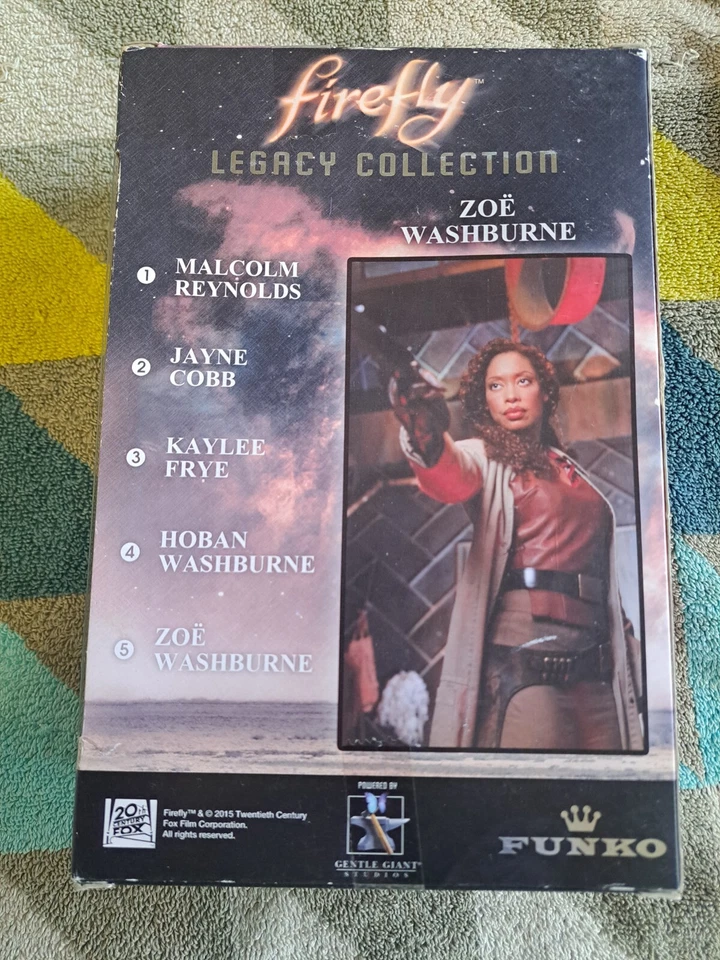 firefly™
LEGACY COLLECTION
ZOË
WASHBURNE
1 MALCOLM
REYNOLDS
2 JAYNE
COBB
3 KAYLEE
FRYE
4 HOBAN
WASHBURNE
5 ZOË
WASHBURNE
20th
CENTURY
FOX
Firefly™ & © 2015 Twentieth Century
Fox Film Corporation.
All rights reserved.
POWERED BY
GENTLE GIANT®
STUDIOS
FUNKO